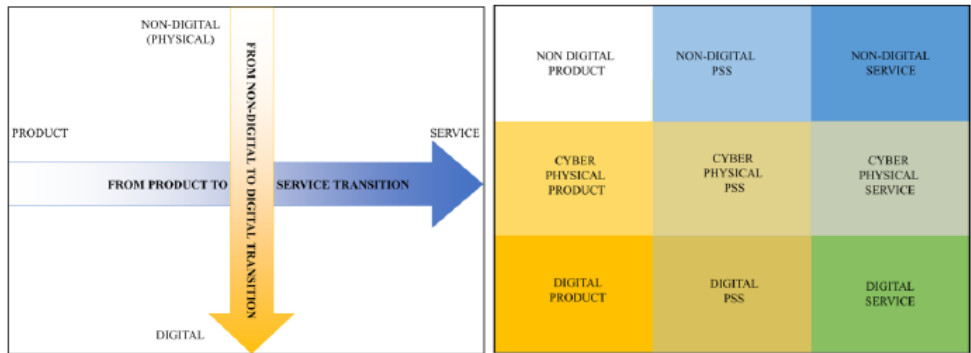 NON-DIGITAL
(PHYSICAL)
FROM NON-DIGITAL TO DIGITAL TRANSITION
PRODUCT
SERVICE
FROM PRODUCT TO
SERVICE TRANSITION
DIGITAL
NON DIGITAL
PRODUCT
NON-DIGITAL
PSS
NON-DIGITAL
SERVICE
CYBER
PHYSICAL
PRODUCT
CYBER
PHYSICAL
PSS
CYBER
PHYSICAL
SERVICE
DIGITAL
PRODUCT
DIGITAL
PSS
DIGITAL
SERVICE